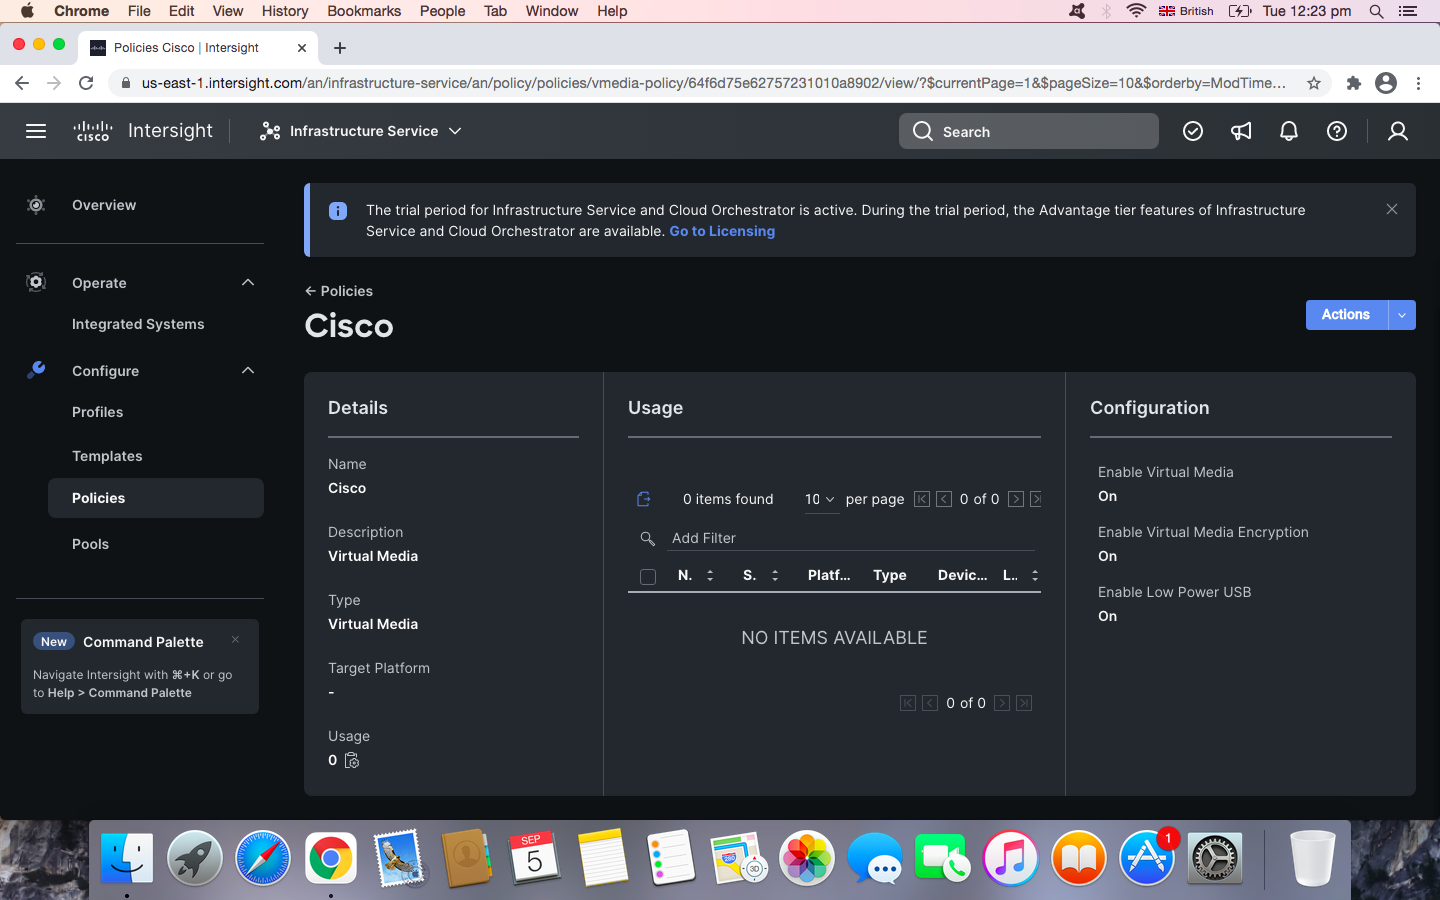 Chrome File Edit View History Bookmarks People Tab Window Help British Tue 12:23 pm
Policies Cisco | Intersight
us-east-1.intersight.com/an/infrastructure-service/an/policy/policies/vmedia-policy/64f6d75e62757231010a8902/view/?$currentPage=1&$pageSize=10&$orderby=ModTime...
cisco Intersight Infrastructure Service Search
Overview
Operate
Integrated Systems
Configure
Profiles
Templates
Policies
Pools
New Command Palette
Navigate Intersight with ⌘+K or go
to Help > Command Palette
The trial period for Infrastructure Service and Cloud Orchestrator is active. During the trial period, the Advantage tier features of Infrastructure
Service and Cloud Orchestrator are available. Go to Licensing
← Policies
Cisco
Actions
Details
Name
Cisco
Description
Virtual Media
Type
Virtual Media
Target Platform
-
Usage
0
Usage
0 items found 10 per page 0 of 0
Add Filter
N. S. Platf... Type Devic... L..
NO ITEMS AVAILABLE
0 of 0
Configuration
Enable Virtual Media
On
Enable Virtual Media Encryption
On
Enable Low Power USB
On
SEP
5
280
3D
1